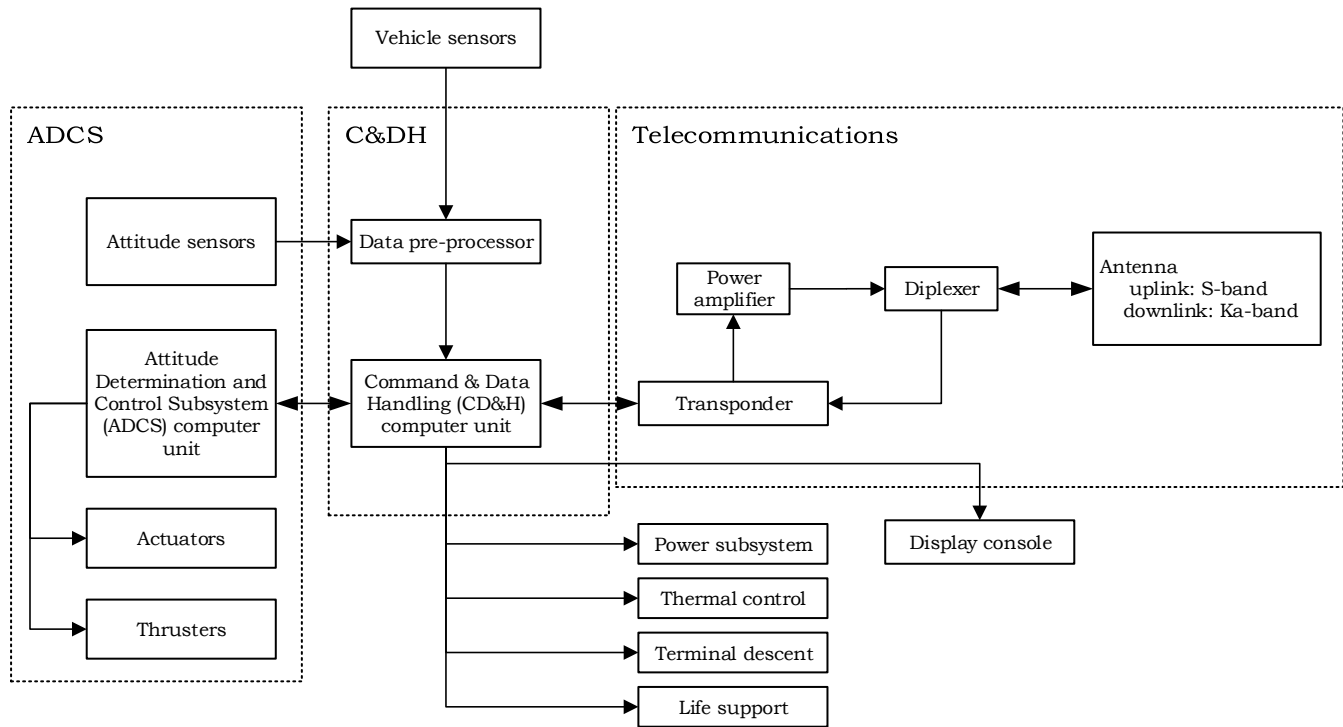 Vehicle sensors
ADCS
C&DH
Telecommunications
Attitude sensors
Data pre-processor
Power
amplifier
Diplexer
Antenna
uplink: S-band
downlink: Ka-band
Attitude
Determination and
Control Subsystem
(ADCS) computer
unit
Command & Data
Handling (CD&H)
computer unit
Transponder
Actuators
Power subsystem
Display console
Thrusters
Thermal control
Terminal descent
Life support